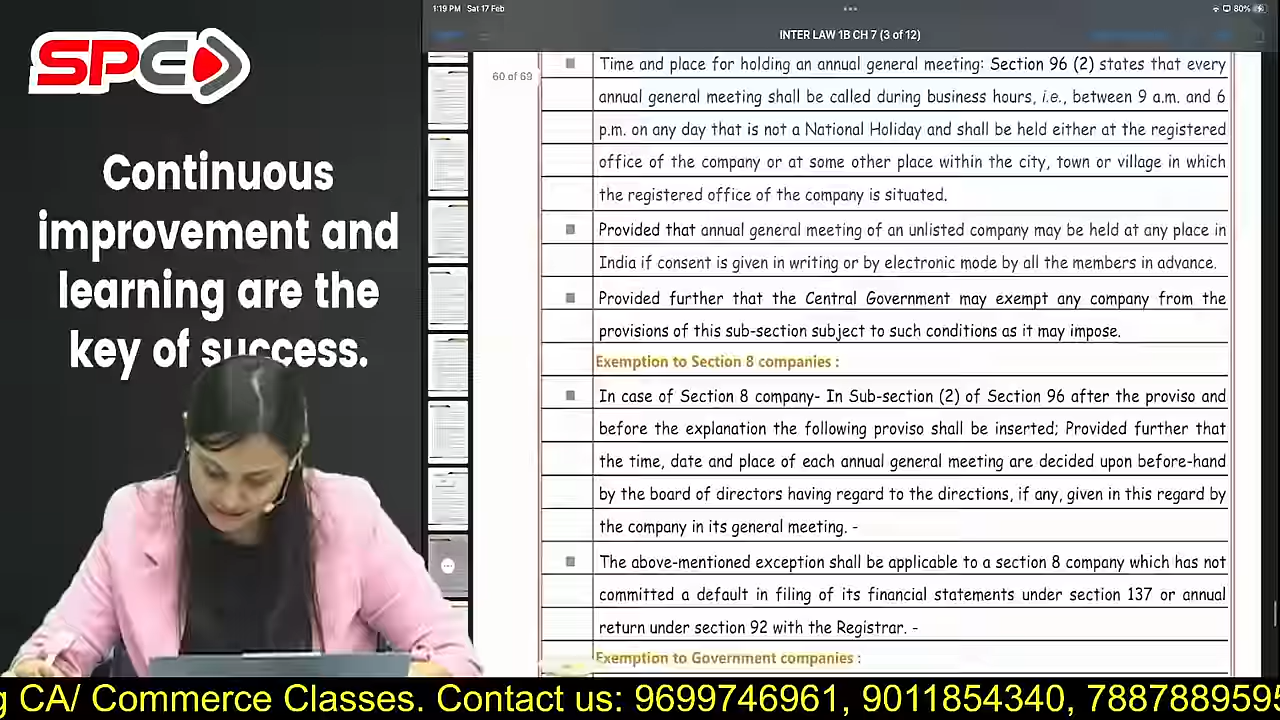 1:19 PM Sat 17 Feb
80%
INTER LAW 1B CH 7 (3 of 12)
SPC
Continuous
improvement and
learning are the
key of success.
60 of 69
Time and place for holding an annual general meeting: Section 96 (2) states that every
annual general meeting shall be called during business hours, i.e., between 9 a.m. and 6
p.m. on any day that is not a National Holiday and shall be held either at the registered
office of the company or at some other place within the city, town or village in which
the registered office of the company is situated.
Provided that annual general meeting of an unlisted company may be held at any place in
India if consent is given in writing or by electronic mode by all the members in advance.
Provided further that the Central Government may exempt any company from the
provisions of this sub-section subject to such conditions as it may impose.
Exemption to Section 8 companies :
In case of Section 8 company- In Sub-Section (2) of Section 96 after the proviso and
before the explanation the following proviso shall be inserted; Provided further that
the time, date and place of each annual general meeting are decided upon before-hand
by the board of directors having regard to the directions, if any, given in this regard by
the company in its general meeting. -
The above-mentioned exception shall be applicable to a section 8 company which has not
committed a default in filing of its financial statements under section 137 or annual
return under section 92 with the Registrar. -
Exemption to Government companies :
g CA/ Commerce Classes. Contact us: 9699746961, 9011854340, 7887889595